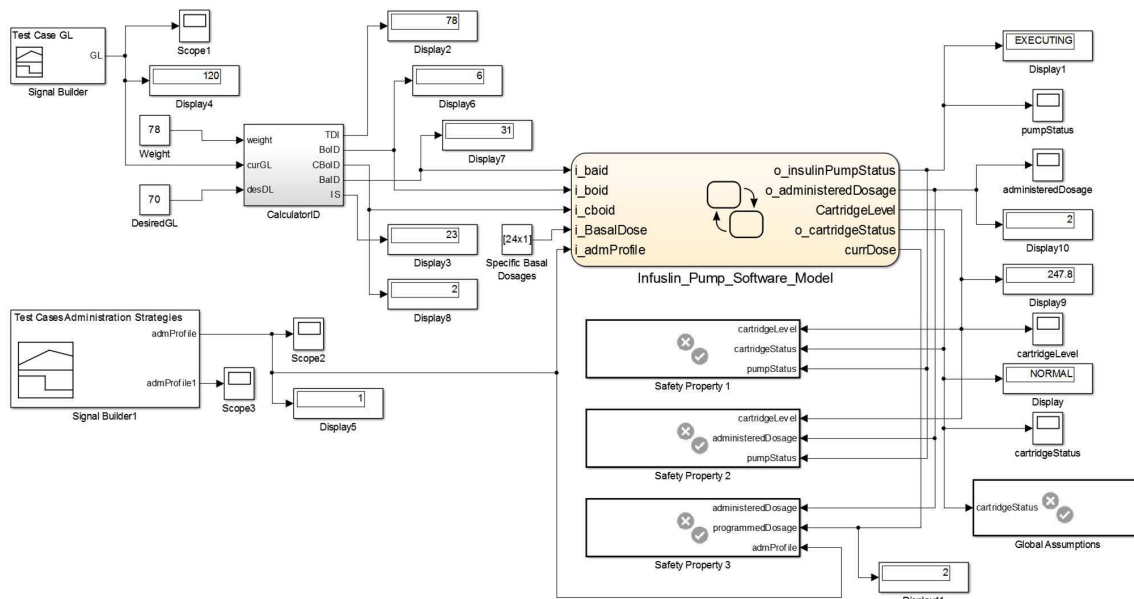 Test Case GL
GL
Signal Builder
Scope1
120
Display4
78
Weight
70
DesiredGL
weight
curGL
desDL
TDI
BoID
CBoID
BaID
IS
CalculatorID
78
Display2
6
Display6
31
Display7
23
Display3
2
Display8
[24x1]
Specific Basal
Dosages
i_baid
i_boid
i_cboid
i_BasalDose
i_admProfile
o_insulinPumpStatus
o_administeredDosage
CartridgeLevel
o_cartridgeStatus
currDose
Infuslin_Pump_Software_Model
EXECUTING
Display1
pumpStatus
administeredDosage
2
Display10
247.8
Display9
cartridgeLevel
NORMAL
Display
cartridgeStatus
Test Cases Administration Strategies
admProfile
admProfile1
Signal Builder1
Scope2
Scope3
1
Display5
cartridgeLevel
cartridgeStatus
pumpStatus
Safety Property 1
cartridgeLevel
administeredDosage
pumpStatus
Safety Property 2
administeredDosage
programmedDosage
admProfile
Safety Property 3
cartridgeStatus
Global Assumptions
2